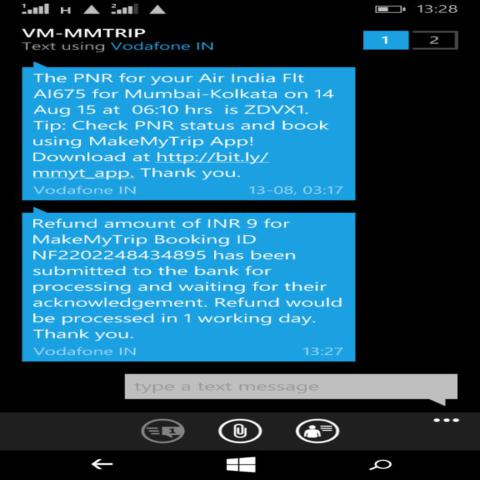 1 2 H 13:28
VM-MMTRIP
Text using Vodafone IN
1 2
The PNR for your Air India Flt
AI675 for Mumbai-Kolkata on 14
Aug 15 at  06:10 hrs  is ZDVX1.
Tip: Check PNR status and book
using MakeMyTrip App!
Download at http://bit.ly/
mmyt_app. Thank you.
Vodafone IN 13-08, 03:17
Refund amount of INR 9 for
MakeMyTrip Booking ID
NF2202248434895 has been
submitted to the bank for
processing and waiting for their
acknowledgement. Refund would
be processed in 1 working day.
Thank you.
Vodafone IN 13:27
type a text message
1